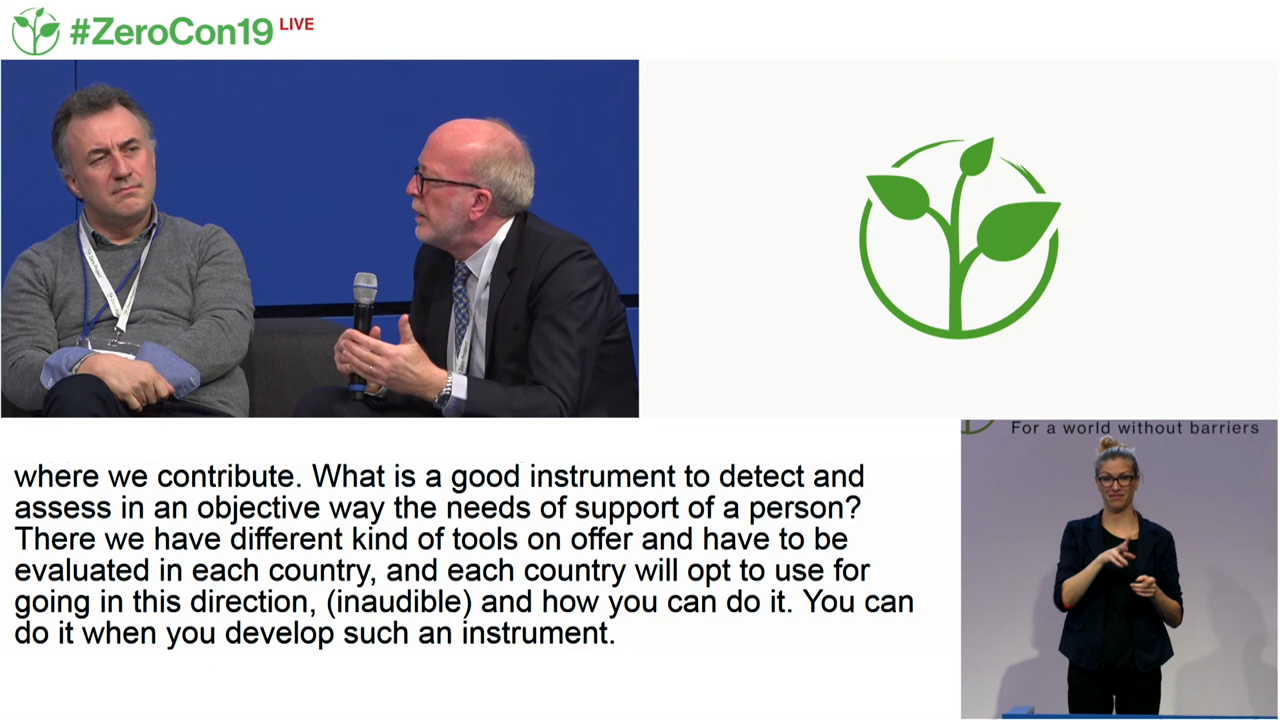 #ZeroCon19 LIVE
For a world without barriers
where we contribute. What is a good instrument to detect and
assess in an objective way the needs of support of a person?
There we have different kind of tools on offer and have to be
evaluated in each country, and each country will opt to use for
going in this direction, (inaudible) and how you can do it. You can
do it when you develop such an instrument.